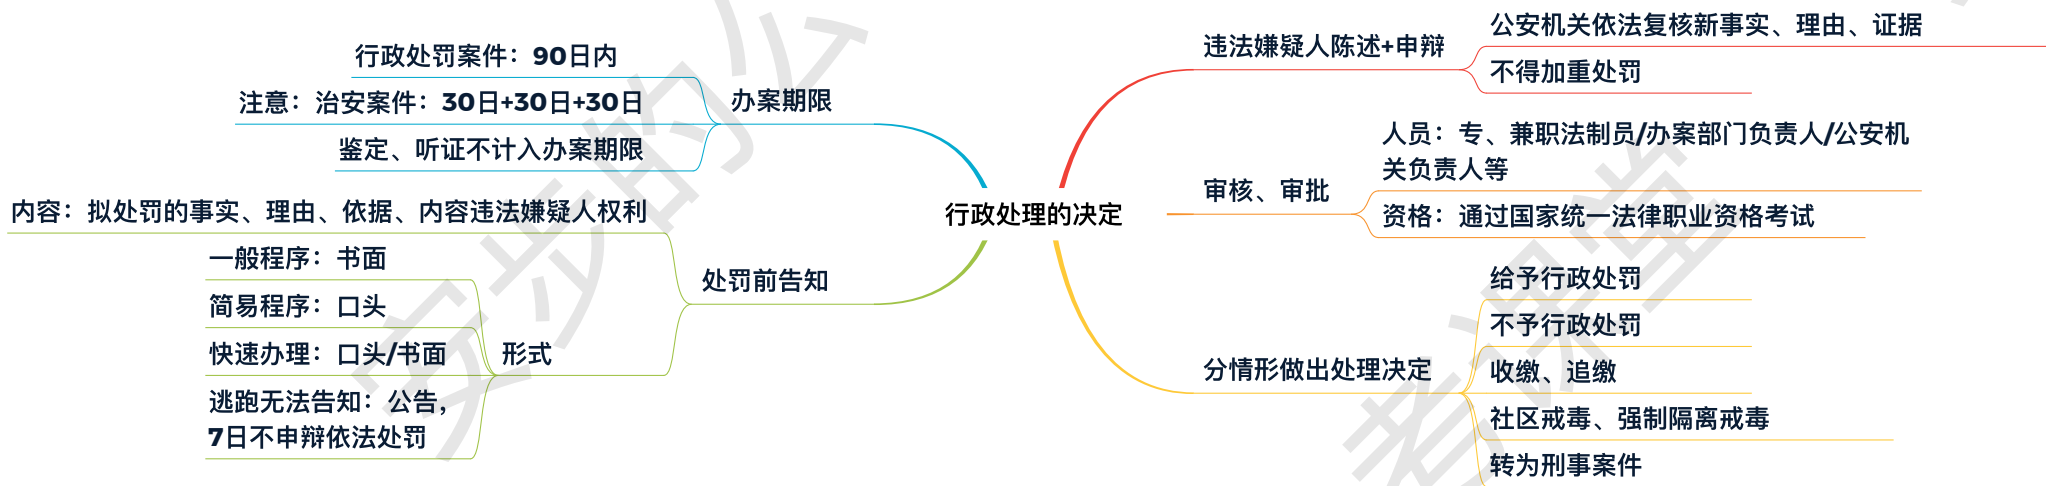 行政处理的决定
违法嫌疑人陈述+申辩
公安机关依法复核新事实、理由、证据
不得加重处罚
审核、审批
人员：专、兼职法制员/办案部门负责人/公安机
关负责人等
资格：通过国家统一法律职业资格考试
分情形做出处理决定
给予行政处罚
不予行政处罚
收缴、追缴
社区戒毒、强制隔离戒毒
转为刑事案件
办案期限
行政处罚案件：90日内
注意：治安案件：30日+30日+30日
鉴定、听证不计入办案期限
处罚前告知
内容：拟处罚的事实、理由、依据、内容违法嫌疑人权利
形式
一般程序：书面
简易程序：口头
快速办理：口头/书面
逃跑无法告知：公告，
7日不申辩依法处罚
安步的公
考课堂